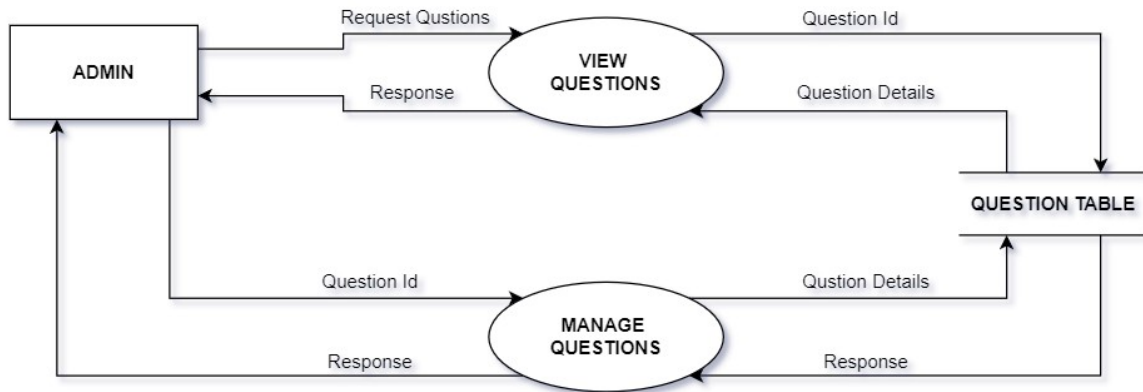 Request Qustions
Question Id
ADMIN
VIEW
QUESTIONS
Response
Question Details
QUESTION TABLE
Question Id
Qustion Details
MANAGE
QUESTIONS
Response
Response